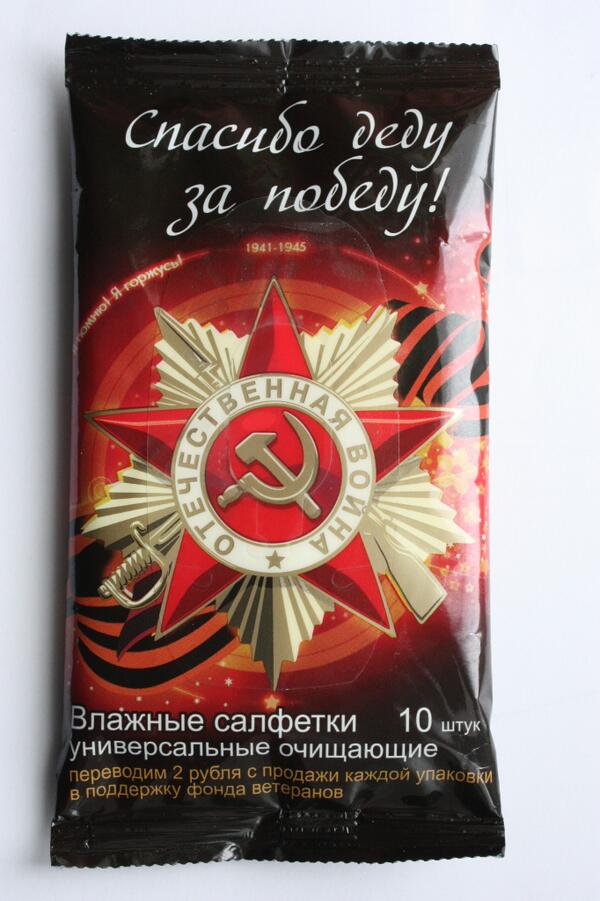 Спасибо деду
за победу!
1941-1945
помню! Я горжусь!
ОТЕЧЕСТВЕННАЯ ВОЙНА
Влажные салфетки 10 штук
универсальные очищающие
переводим 2 рубля с продажи каждой упаковки
в поддержку фонда ветеранов